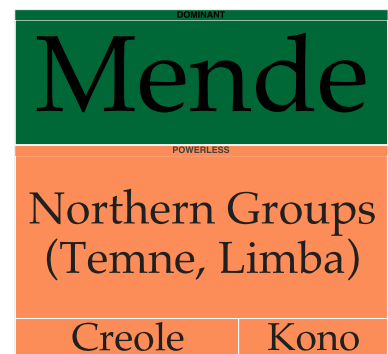 DOMINANT
Mende
POWERLESS
Northern Groups
(Temne, Limba)
Creole
Kono